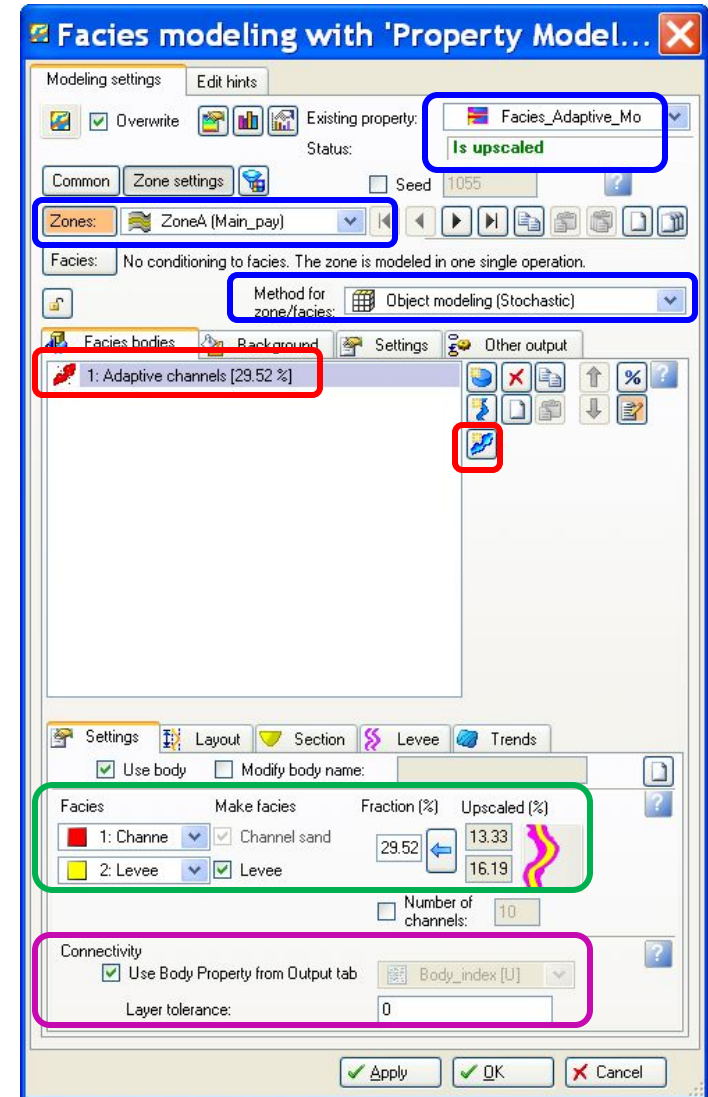 Facies modeling with 'Property Model...
Modeling settings Edit hints
Overwrite Existing property: Facies_Adaptive_Mo
Status: Is upscaled
Common Zone settings Seed 1055 ?
Zones: ZoneA (Main_pay)
Facies: No conditioning to facies. The zone is modeled in one single operation.
Method for zone/facies: Object modeling (Stochastic)
Facies bodies Background Settings Other output
1: Adaptive channels [29.52 %] % ?
Settings Layout Section Levee Trends
Use body Modify body name:
Facies Make facies Fraction (%) Upscaled (%) ?
1: Channe Channel sand 29.52 13.33
2: Levee Levee 16.19
Number of channels: 10
Connectivity ?
Use Body Property from Output tab Body_index [U]
Layer tolerance: 0
Apply OK Cancel